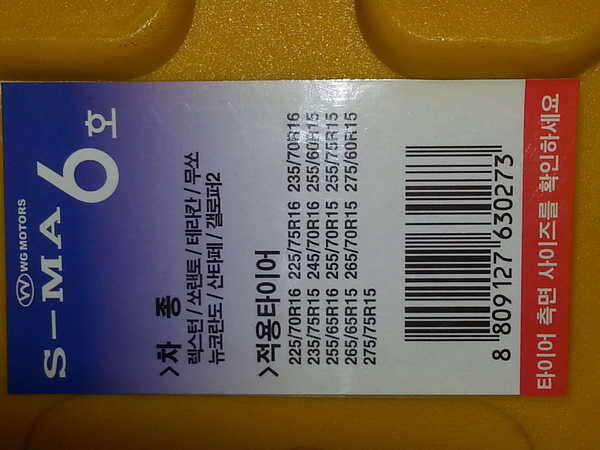 WG MOTORS
S-MA 6호
>차 종
렉스턴/쏘렌토/테라칸/무쏘
뉴코란도/산타페/갤로퍼2
>적용타이어
225/70R16 225/75R16 235/70R16
235/75R15 245/70R16 255/60R15
255/65R16 255/70R16 255/75R15
265/65R15 265/70R15 275/60R15
275/75R15
8 809127 630273
타이어 측면 사이즈를 확인하세요